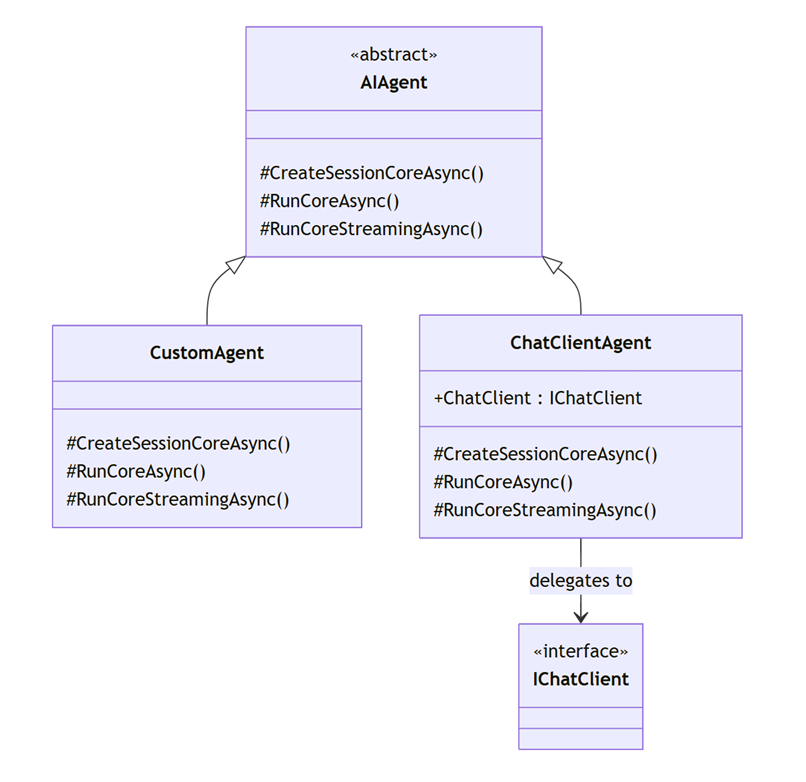 «abstract»
AIAgent
#CreateSessionCoreAsync()
#RunCoreAsync()
#RunCoreStreamingAsync()
CustomAgent
#CreateSessionCoreAsync()
#RunCoreAsync()
#RunCoreStreamingAsync()
ChatClientAgent
+ChatClient : IChatClient
#CreateSessionCoreAsync()
#RunCoreAsync()
#RunCoreStreamingAsync()
delegates to
«interface»
IChatClient